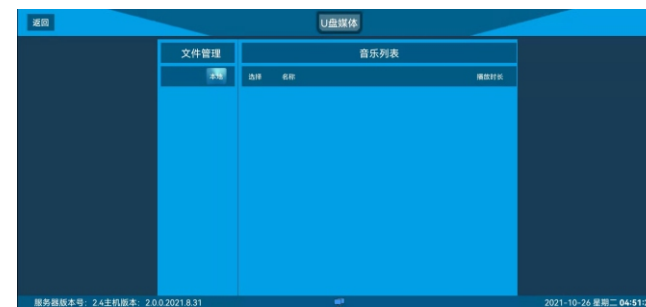 返回
U盘媒体
文件管理
音乐列表
本地
选择 名称 播放时长
服务器版本号: 2.4主机版本: 2.0.0.2021.8.31
2021-10-26 星期二 04:51: